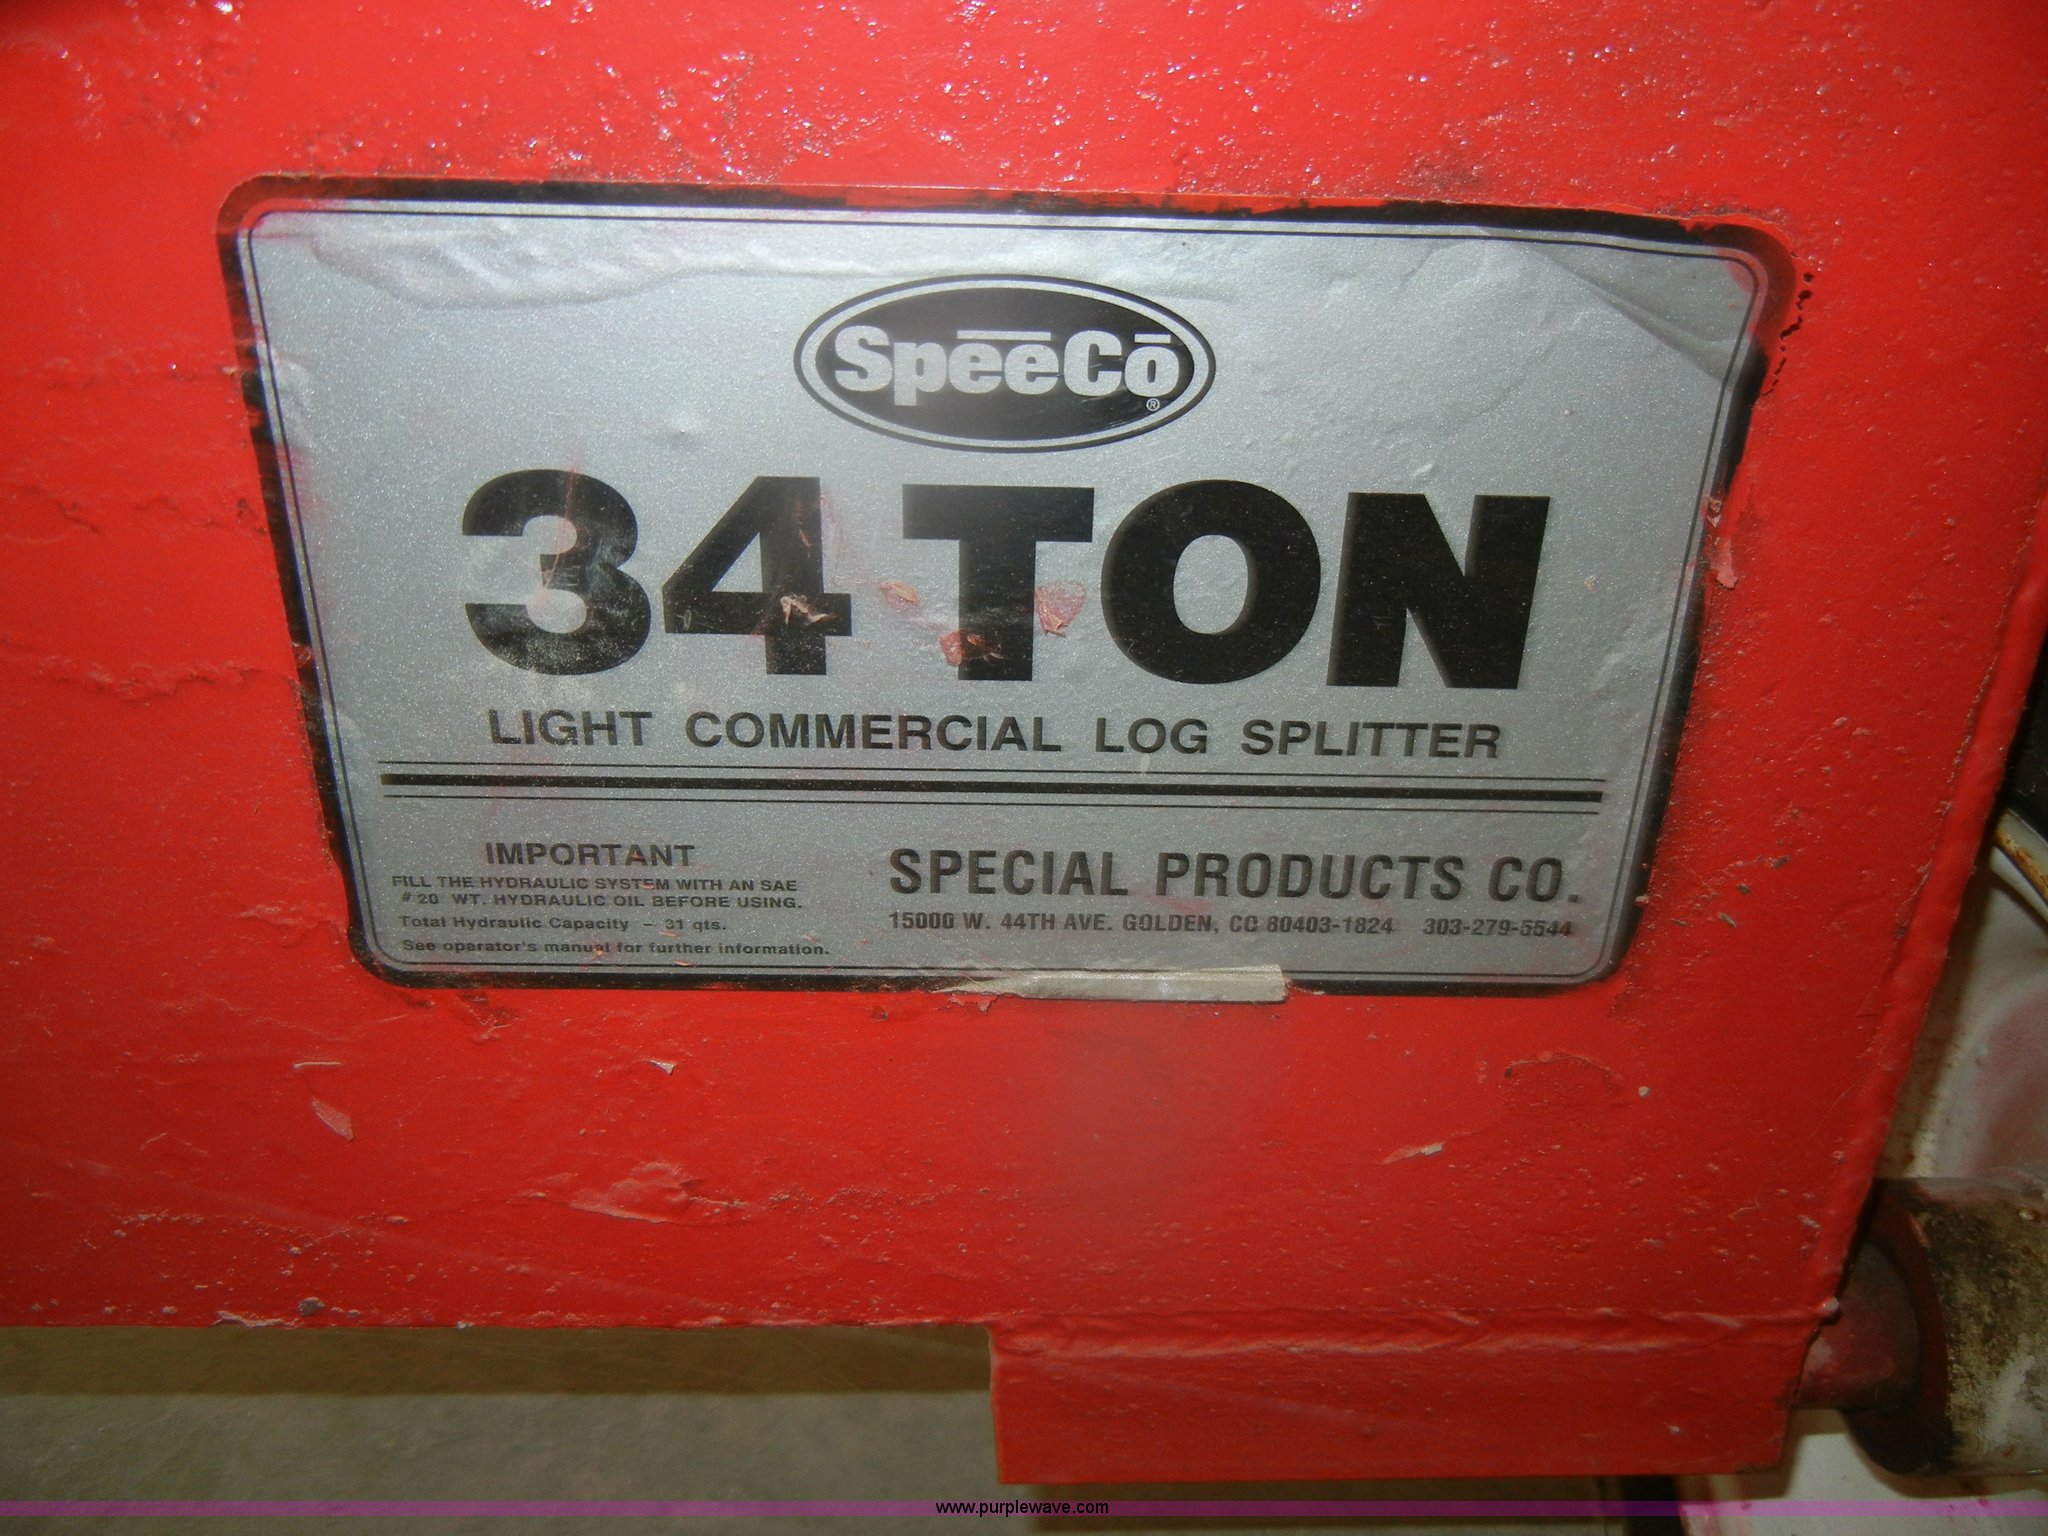 SpeeCo®
34 TON
LIGHT COMMERCIAL LOG SPLITTER
IMPORTANT
FILL THE HYDRAULIC SYSTEM WITH AN SAE
# 20 WT. HYDRAULIC OIL BEFORE USING.
Total Hydraulic Capacity - 31 qts.
See operator's manual for further information.
SPECIAL PRODUCTS CO.
15000 W. 44TH AVE. GOLDEN, CO 80403-1824 303-279-5544
www.purplewave.com